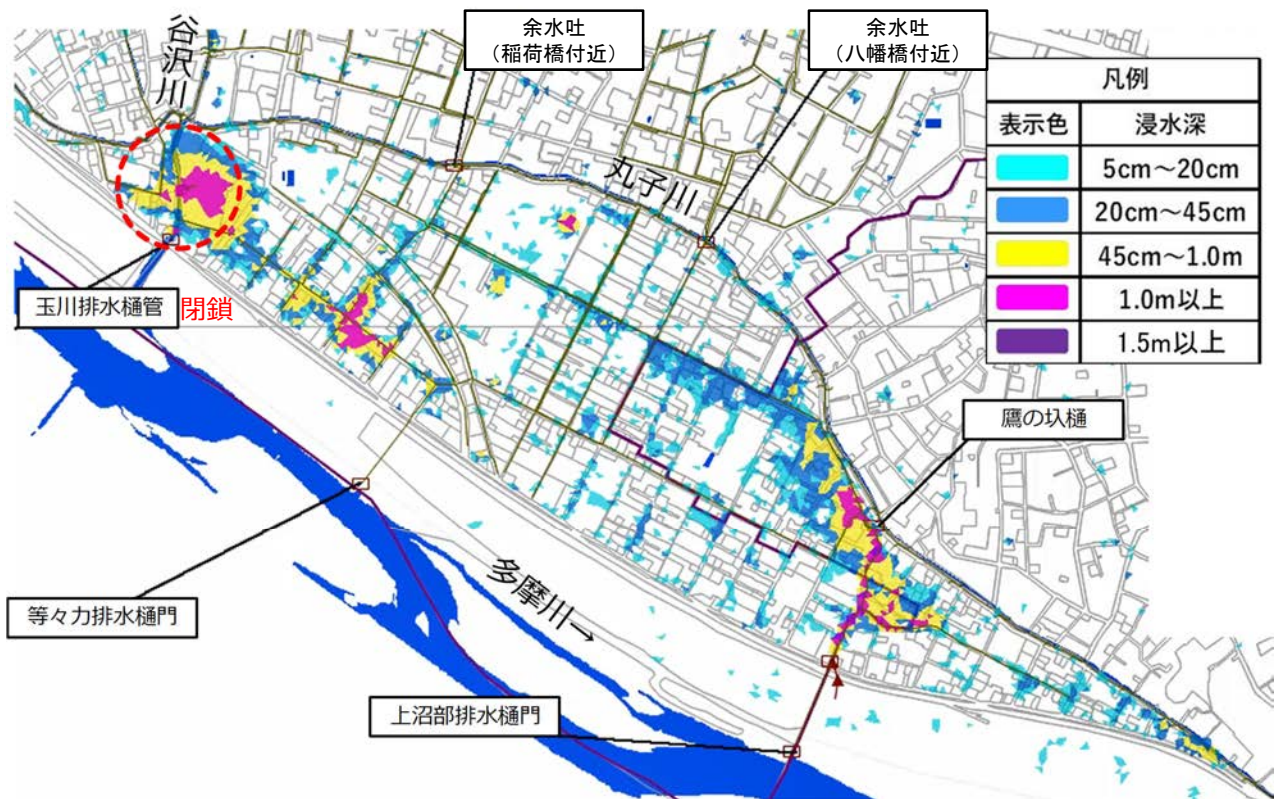 余水吐
（稲荷橋付近）
余水吐
（八幡橋付近）
谷沢川
凡例
表示色
浸水深
5cm～20cm
20cm～45cm
45cm～1.0m
1.0m以上
1.5m以上
丸子川
玉川排水樋管
閉鎖
鷹の圦樋
多摩川→
等々力排水樋門
上沼部排水樋門